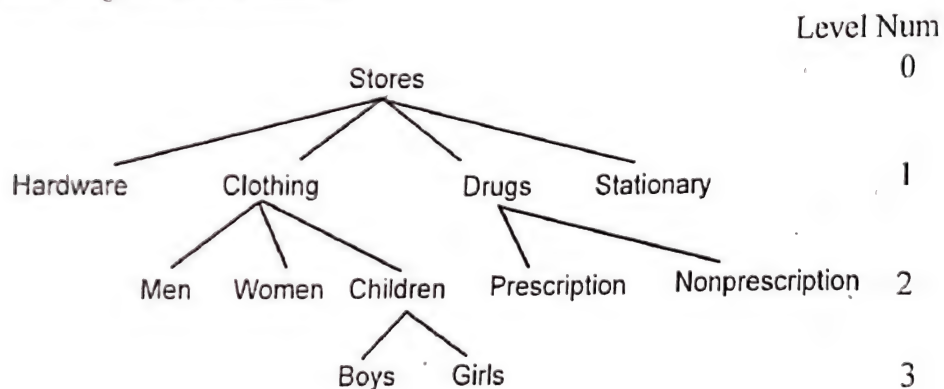 Level Num
Stores 0
Hardware Clothing Drugs Stationary 1
Men Women Children Prescription Nonprescription 2
Boys Girls 3